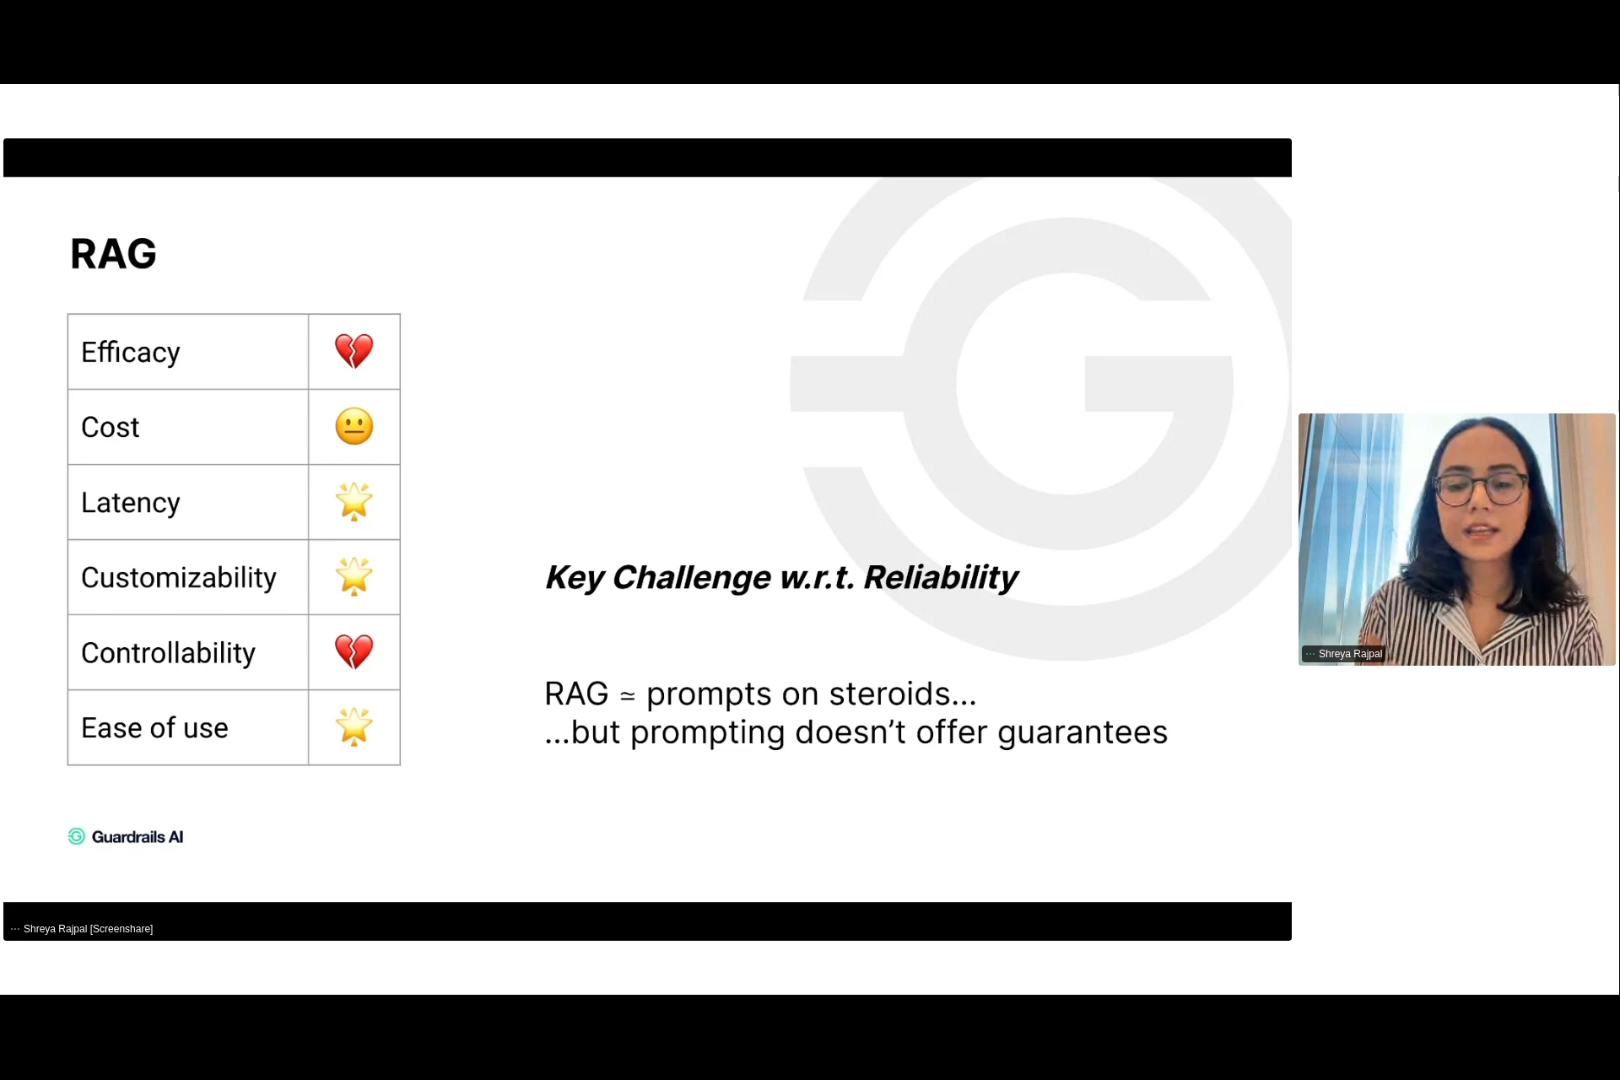 RAG
Efficacy 💔
Cost 😐
Latency 🌟
Customizability 🌟
Controllability 💔
Ease of use 🌟
Key Challenge w.r.t. Reliability
RAG ≃ prompts on steroids...
...but prompting doesn't offer guarantees
Guardrails AI
··· Shreya Rajpal
··· Shreya Rajpal [Screenshare]